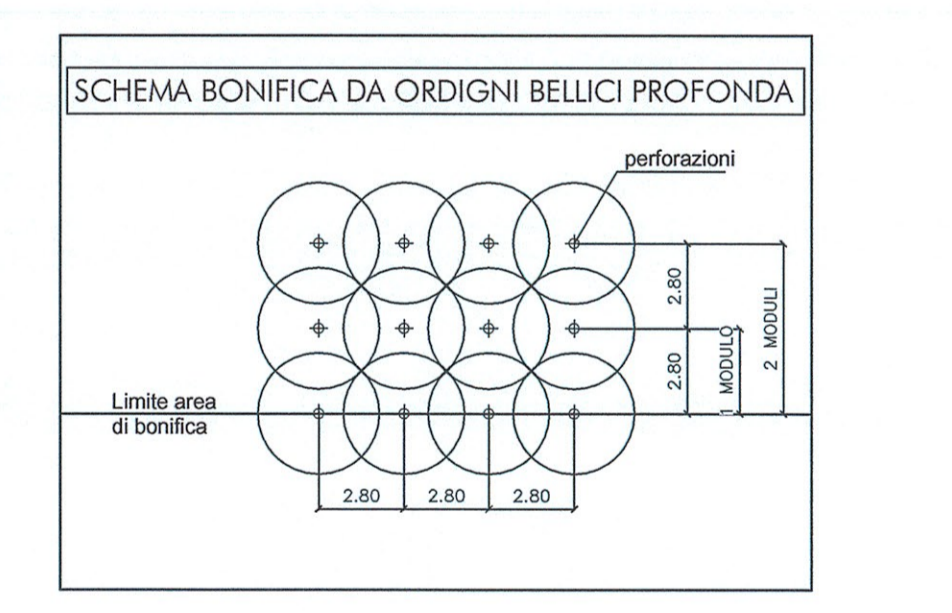 SCHEMA BONIFICA DA ORDIGNI BELLICI PROFONDA
perforazioni
2.80
2.80
1 MODULO
2 MODULI
Limite area
di bonifica
2.80
2.80
2.80